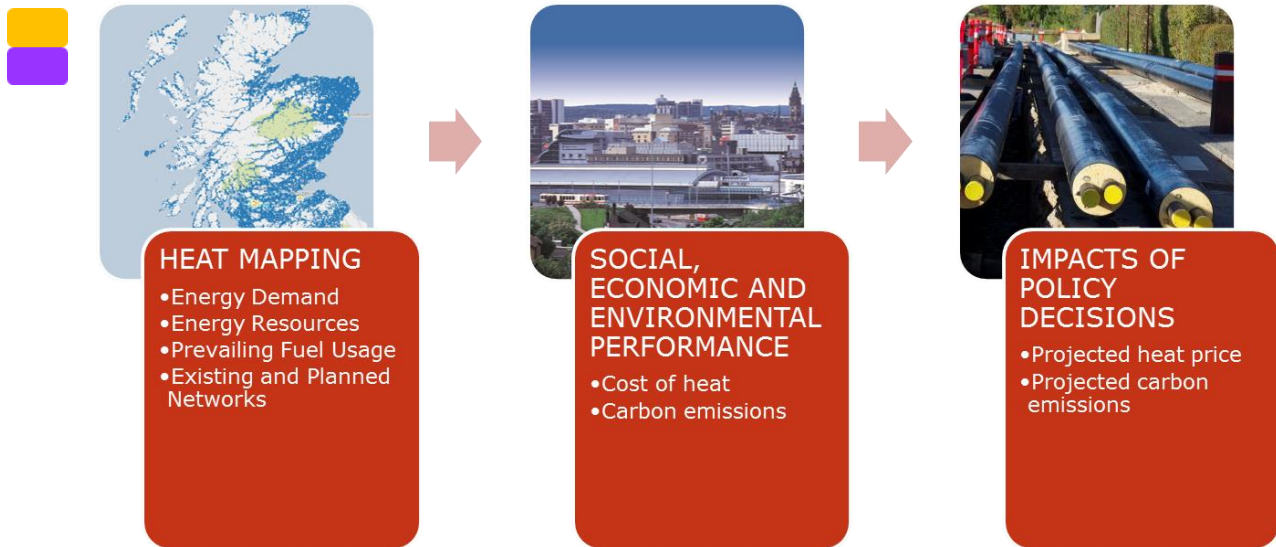 HEAT MAPPING
•Energy Demand
•Energy Resources
•Prevailing Fuel Usage
•Existing and Planned
Networks
SOCIAL,
ECONOMIC AND
ENVIRONMENTAL
PERFORMANCE
•Cost of heat
•Carbon emissions
IMPACTS OF
POLICY
DECISIONS
•Projected heat price
•Projected carbon
emissions